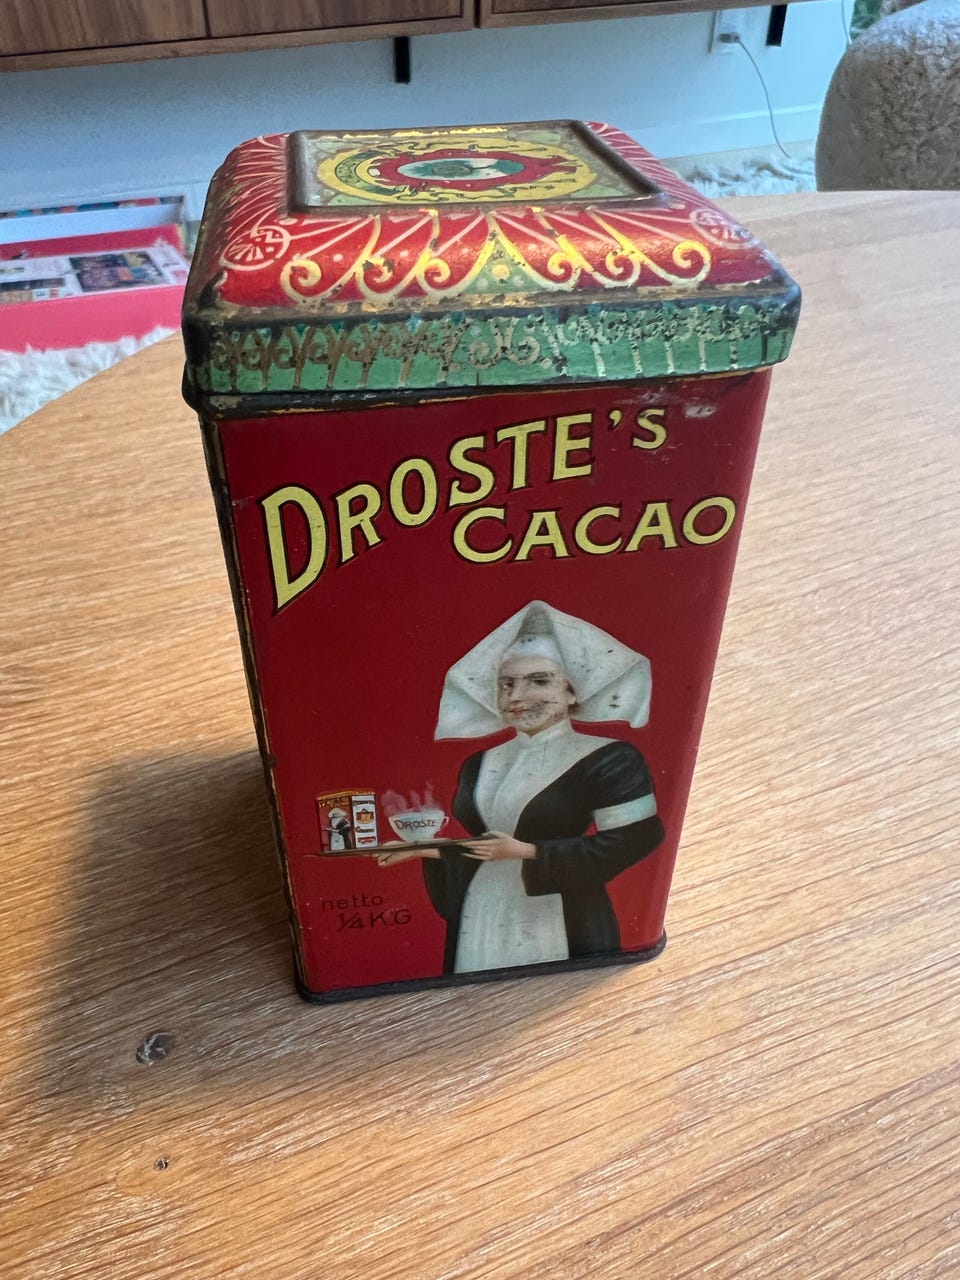 DROSTE'S
CACAO
DROSTE
netto
1/4 KG